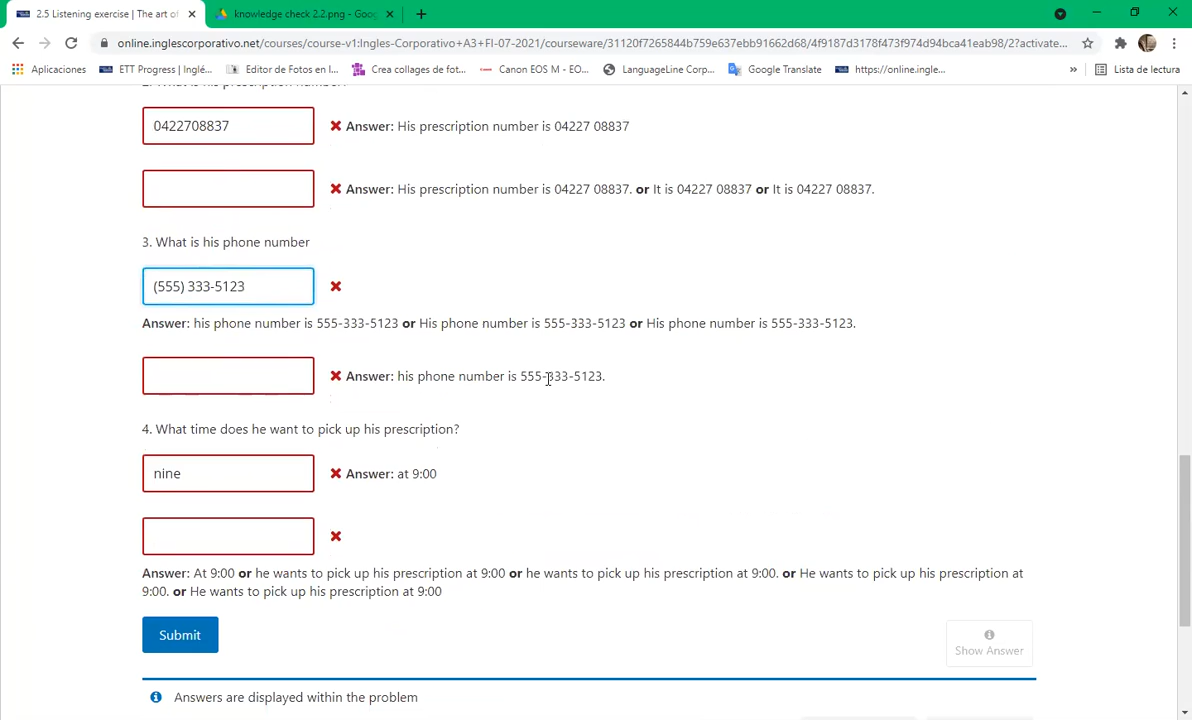 2.5 Listening exercise | The art of
knowledge check 2.2.png - Goo
online.inglescorporativo.net/courses/course-v1:Ingles-Corporativo+A3+FI-07-2021/courseware/31120f7265844b759e637ebb91662d68/4f9187d3178f473f974d94bca41eab98/2?activate...
Aplicaciones
ETT Progress | Inglé...
Editor de Fotos en l...
Crea collages de fot...
Canon EOS M - EO...
LanguageLine Corp...
Google Translate
https://online.ingle...
»
Lista de lectura
2. What is his prescription number?
0422708837
Answer: His prescription number is 04227 08837
Answer: His prescription number is 04227 08837. or It is 04227 08837 or It is 04227 08837.
3. What is his phone number
(555) 333-5123
Answer: his phone number is 555-333-5123 or His phone number is 555-333-5123 or His phone number is 555-333-5123.
Answer: his phone number is 555-333-5123.
4. What time does he want to pick up his prescription?
nine
Answer: at 9:00
Answer: At 9:00 or he wants to pick up his prescription at 9:00 or he wants to pick up his prescription at 9:00. or He wants to pick up his prescription at
9:00. or He wants to pick up his prescription at 9:00
Submit
Show Answer
Answers are displayed within the problem